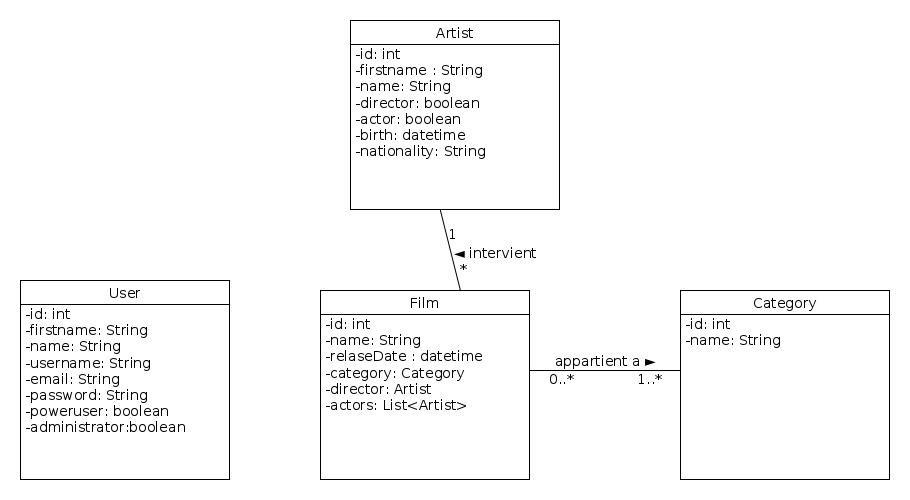 Artist
-id: int
-firstname : String
-name: String
-director: boolean
-actor: boolean
-birth: datetime
-nationality: String
1
◄ intervient
*
User
-id: int
-firstname: String
-name: String
-username: String
-email: String
-password: String
-poweruser: boolean
-administrator:boolean
Film
-id: int
-name: String
-relaseDate : datetime
-category: Category
-director: Artist
-actors: List<Artist>
appartient a ►
0..*
1..*
Category
-id: int
-name: String